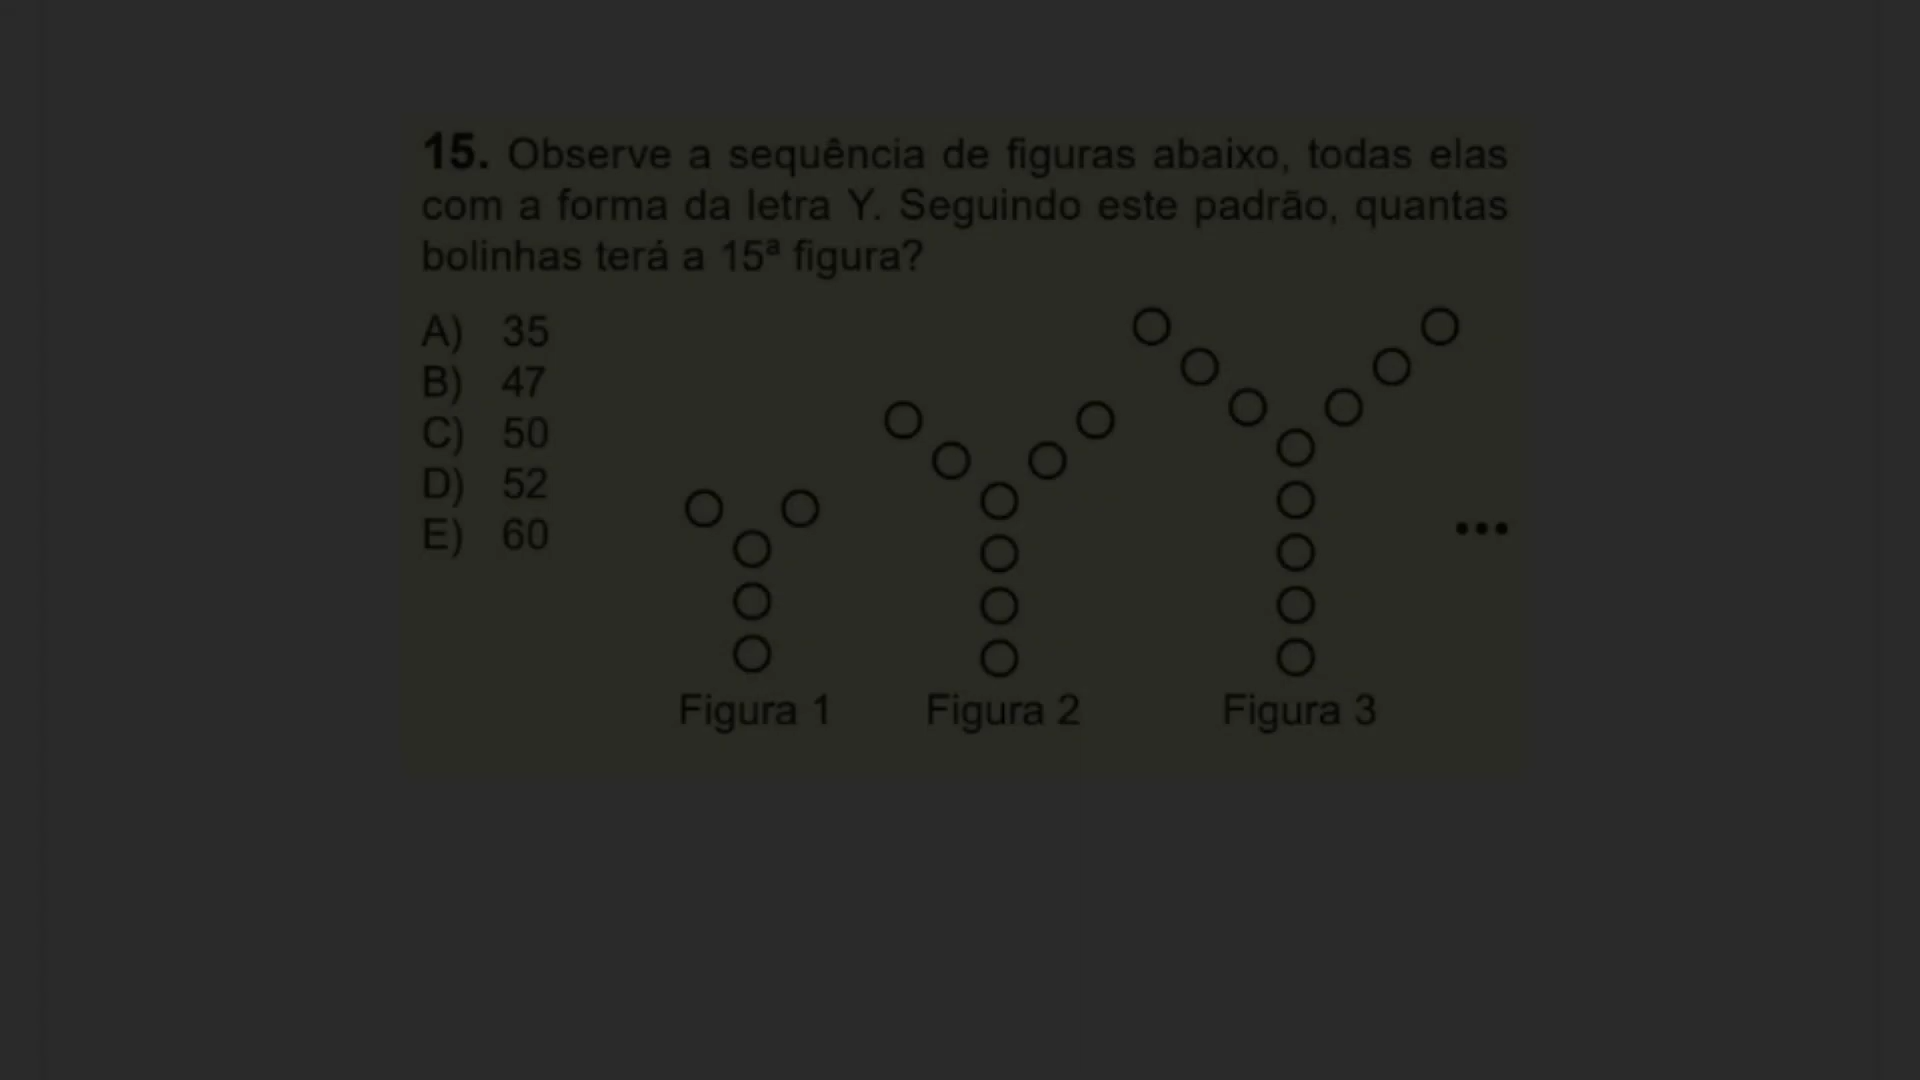 15. Observe a sequência de figuras abaixo, todas elas
com a forma da letra Y. Seguindo este padrão, quantas
bolinhas terá a 15ª figura?
A) 35
B) 47
C) 50
D) 52
E) 60
...
Figura 1 Figura 2 Figura 3